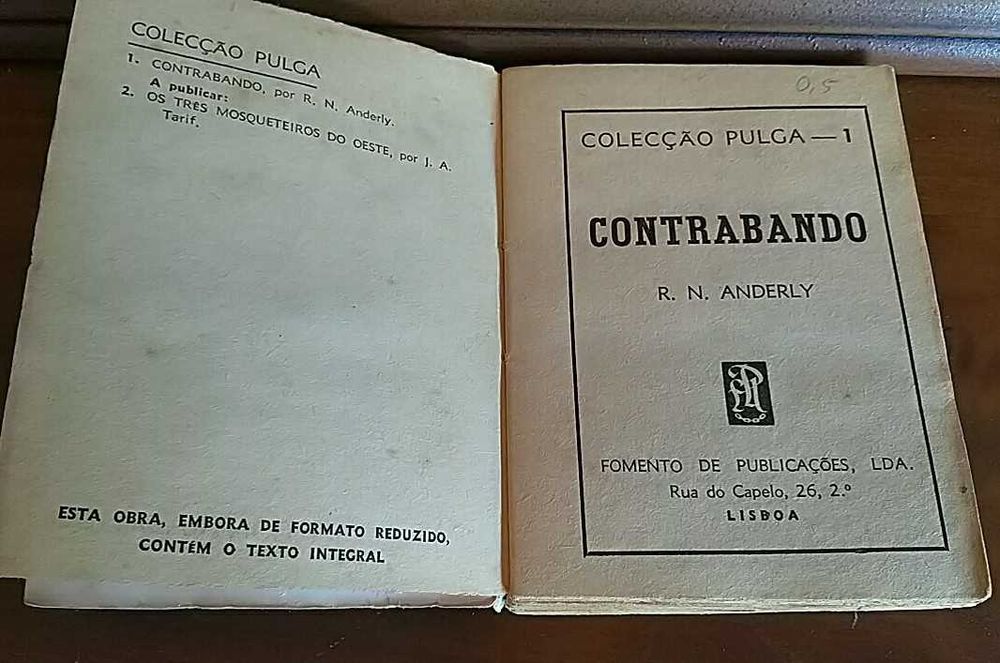 COLECÇÃO PULGA
1. CONTRABANDO, por R. N. Anderly.
A publicar:
2. OS TRÊS MOSQUETEIROS DO OESTE, por J. A.
Tarif.
ESTA OBRA, EMBORA DE FORMATO REDUZIDO,
CONTÉM O TEXTO INTEGRAL
0,5
COLECÇÃO PULGA — 1
CONTRABANDO
R. N. ANDERLY
FOMENTO DE PUBLICAÇÕES, LDA.
Rua do Capelo, 26, 2.º
LISBOA